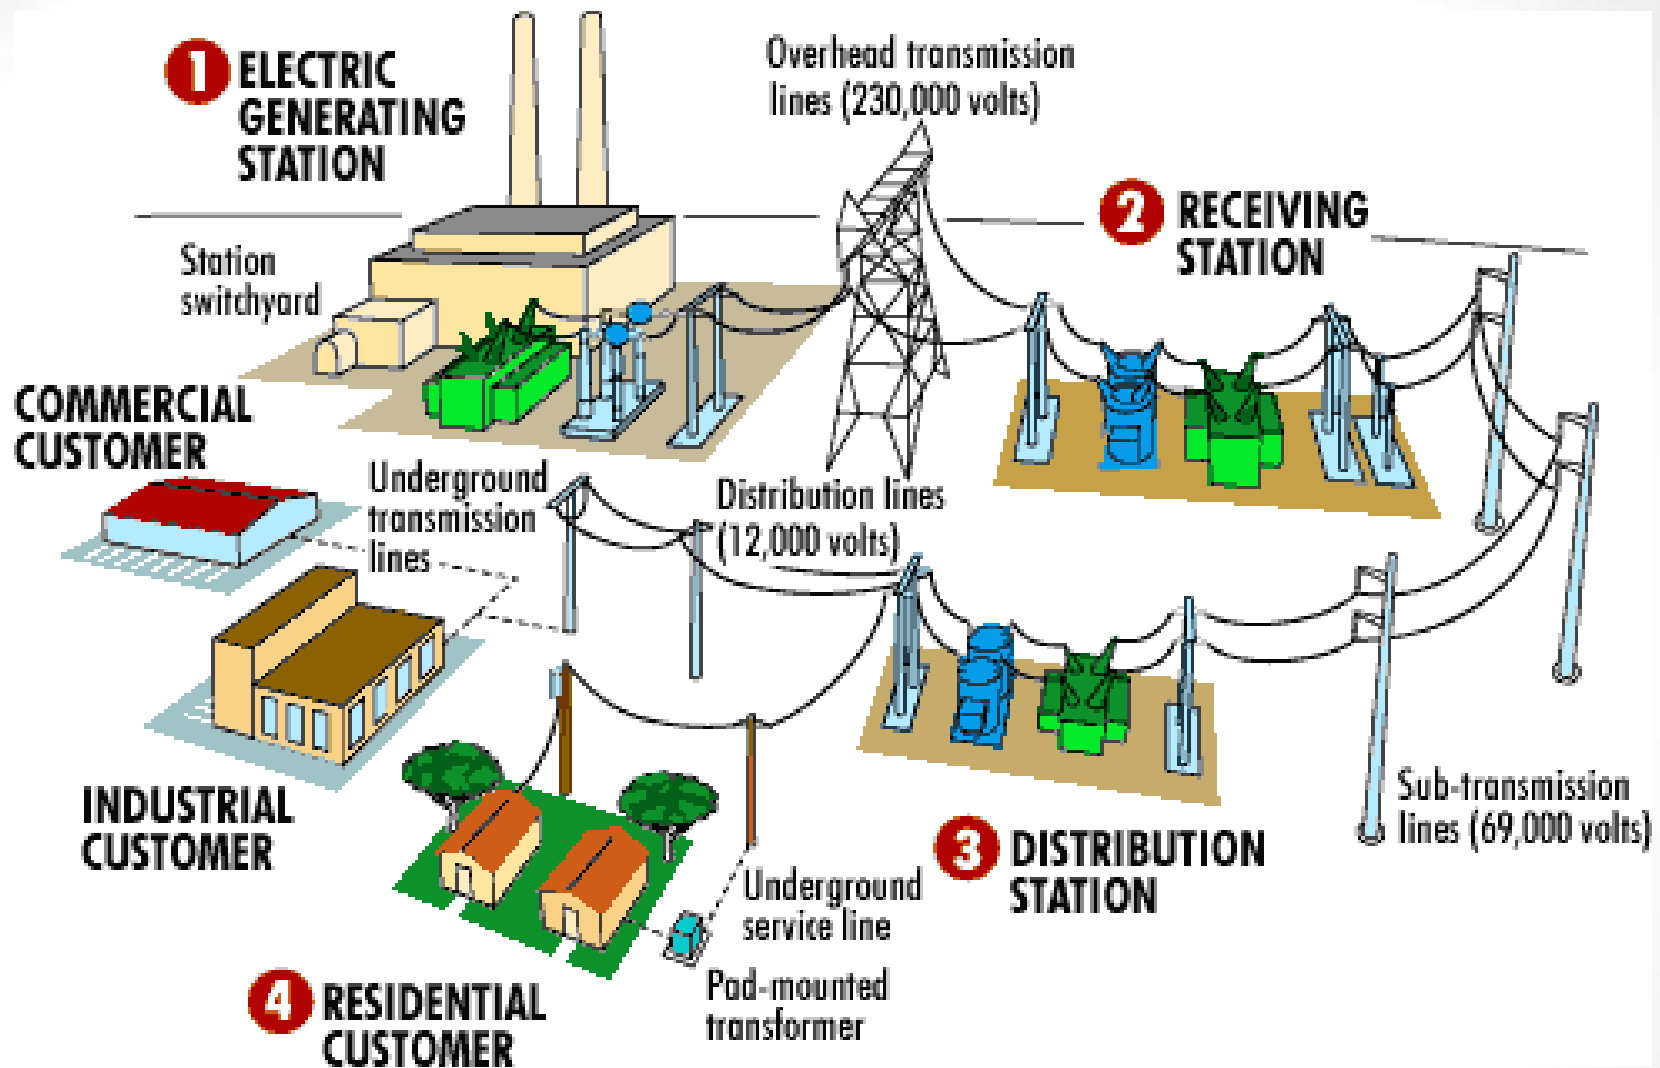 1 ELECTRIC
GENERATING
STATION
Overhead transmission
lines (230,000 volts)
2 RECEIVING
STATION
Station
switchyard
COMMERCIAL
CUSTOMER
Underground
transmission
lines
Distribution lines
(12,000 volts)
INDUSTRIAL
CUSTOMER
Sub-transmission
lines (69,000 volts)
3 DISTRIBUTION
STATION
Underground
service line
Pad-mounted
transformer
4 RESIDENTIAL
CUSTOMER